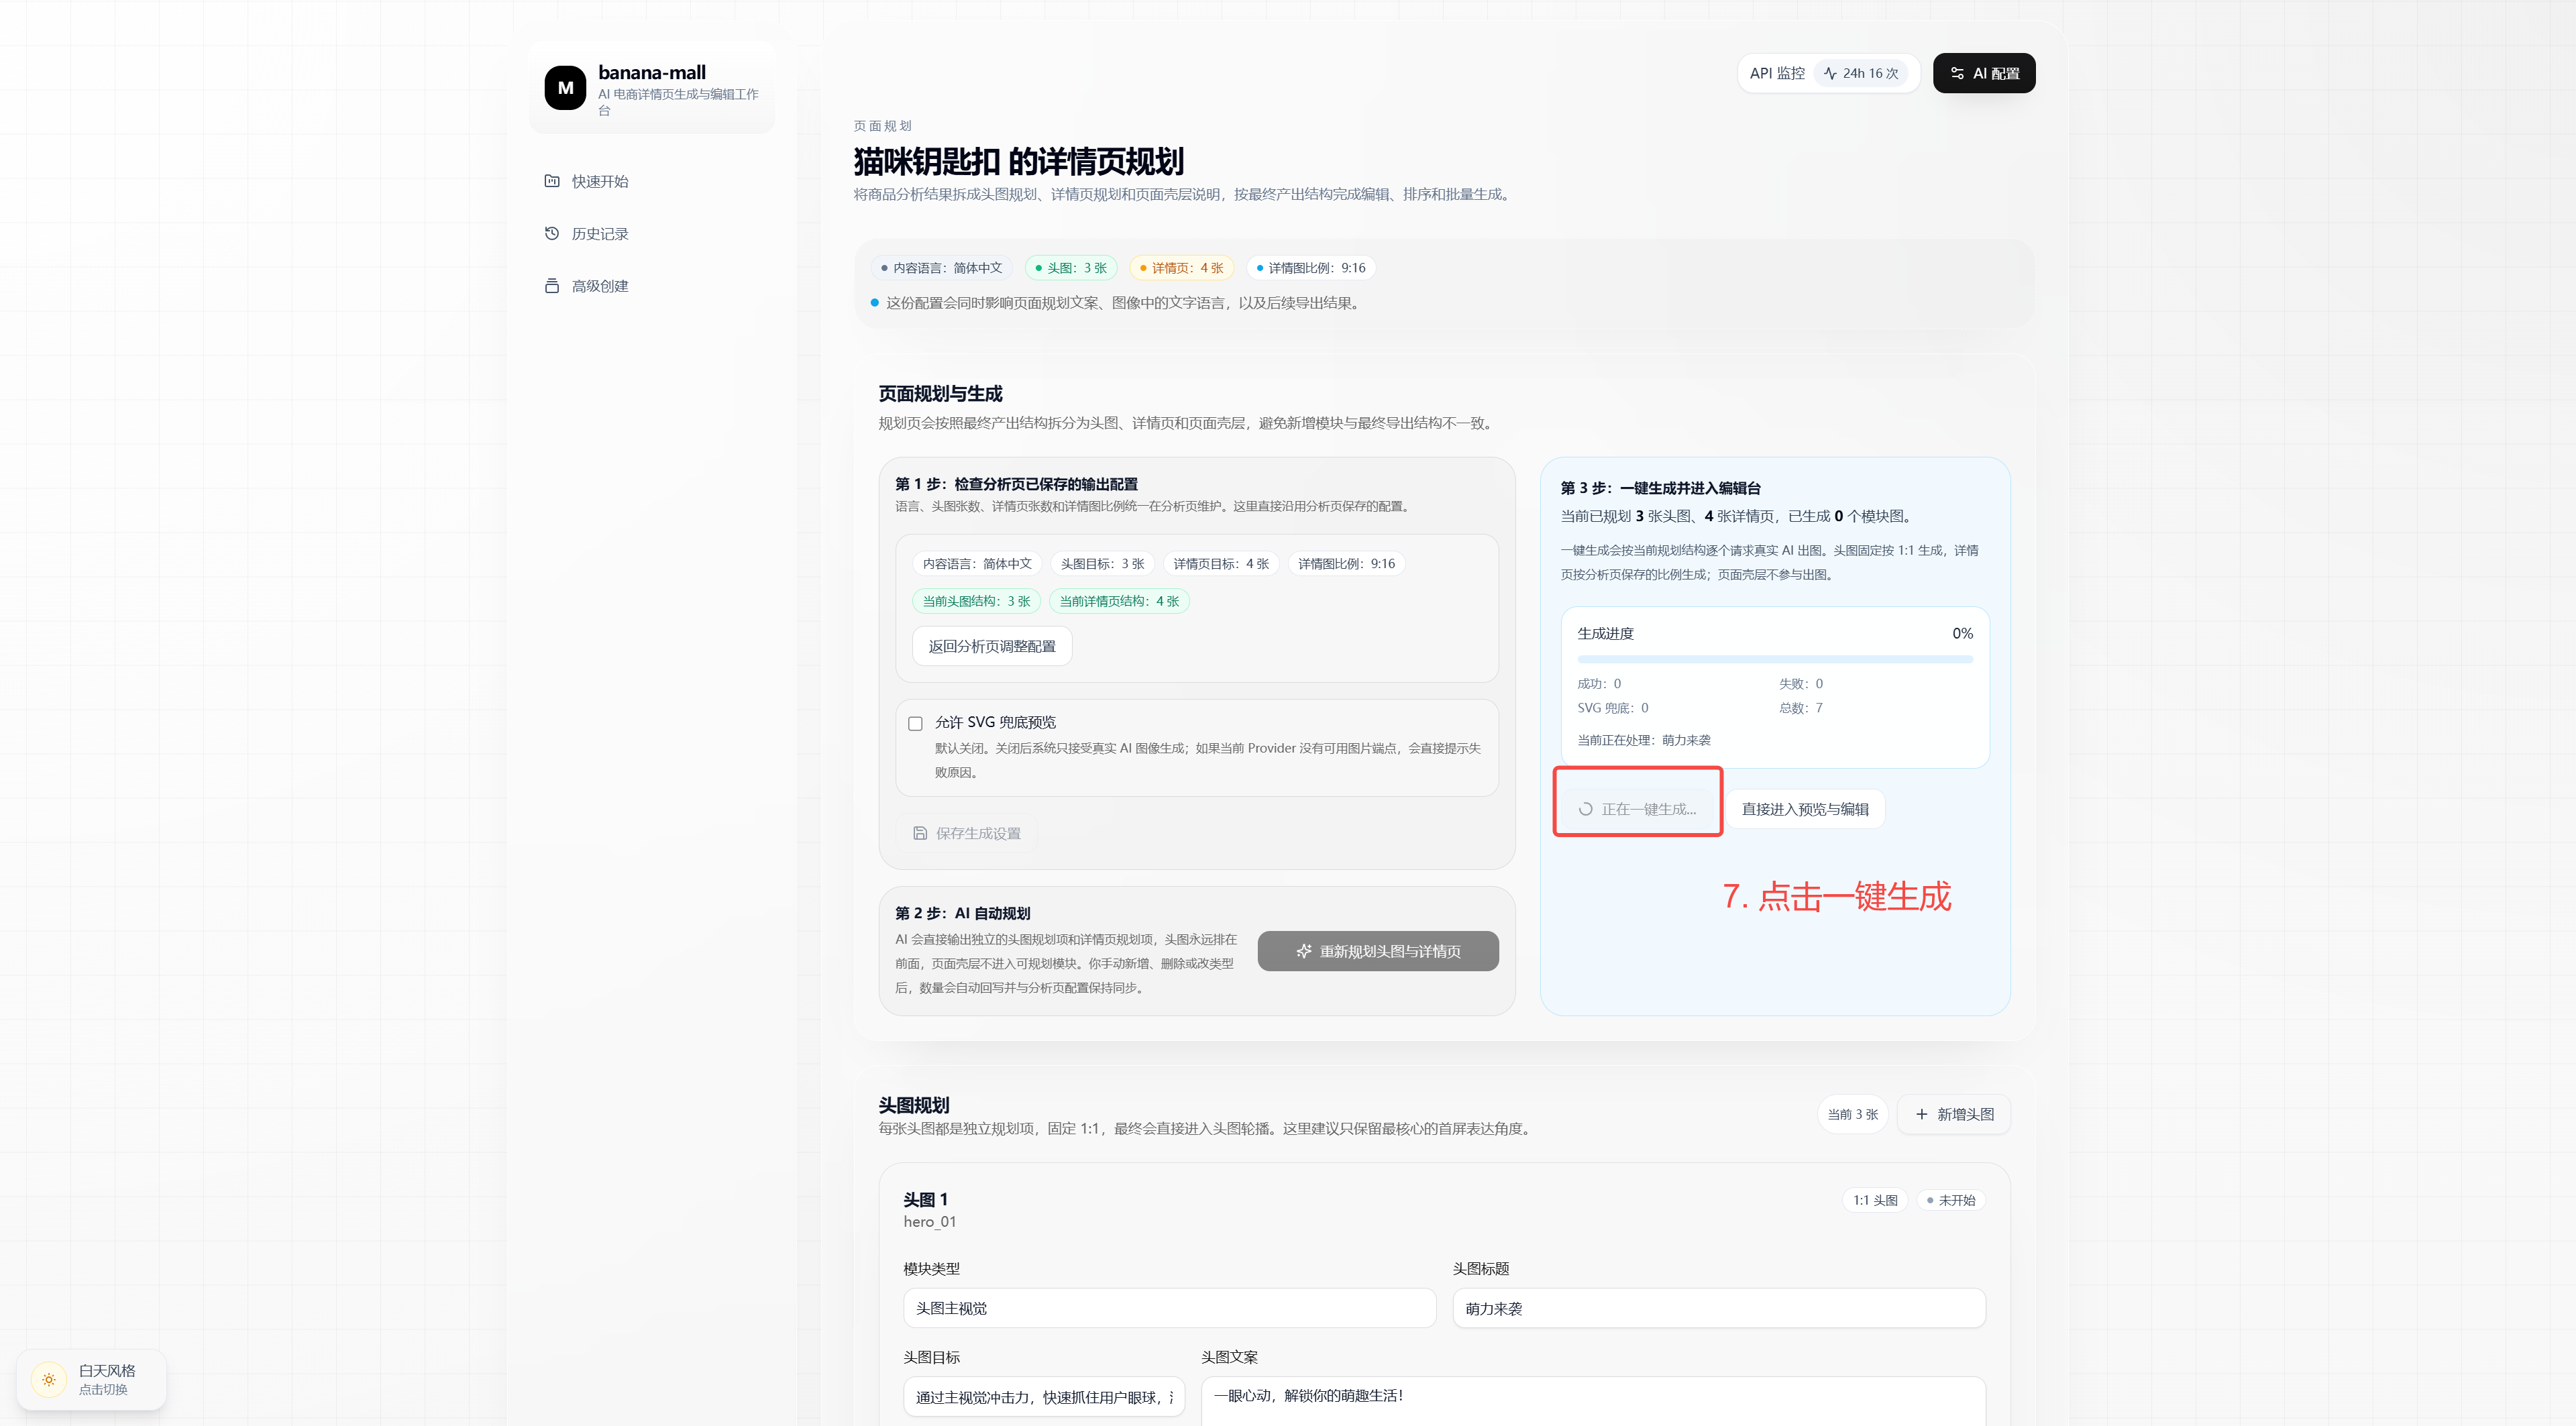 M
banana-mall
AI 电商详情页生成与编辑工作
台
快速开始
历史记录
高级创建
API 监控
24h 16 次
AI 配置
页面规划
猫咪钥匙扣 的详情页规划
将商品分析结果拆成头图规划、详情页规划和页面壳层说明，按最终产出结构完成编辑、排序和批量生成。
内容语言：简体中文
头图：3 张
详情页：4 张
详情图比例：9:16
这份配置会同时影响页面规划文案、图像中的文字语言，以及后续导出结果。
页面规划与生成
规划页会按照最终产出结构拆分为头图、详情页和页面壳层，避免新增模块与最终导出结构不一致。
第 1 步：检查分析页已保存的输出配置
语言、头图张数、详情页张数和详情图比例统一在分析页维护。这里直接沿用分析页保存的配置。
内容语言：简体中文
头图目标：3 张
详情页目标：4 张
详情图比例：9:16
当前头图结构：3 张
当前详情页结构：4 张
返回分析页调整配置
允许 SVG 兜底预览
默认关闭。关闭后系统只接受真实 AI 图像生成；如果当前 Provider 没有可用图片端点，会直接提示失
败原因。
保存生成设置
第 2 步：AI 自动规划
AI 会直接输出独立的头图规划项和详情页规划项，头图永远排在
前面，页面壳层不进入可规划模块。你手动新增、删除或改类型
后，数量会自动回写并与分析页配置保持同步。
重新规划头图与详情页
第 3 步：一键生成并进入编辑台
当前已规划 3 张头图、4 张详情页，已生成 0 个模块图。
一键生成会按当前规划结构逐个请求真实 AI 出图。头图固定按 1:1 生成，详情
页按分析页保存的比例生成；页面壳层不参与出图。
生成进度
0%
成功：0
失败：0
SVG 兜底：0
总数：7
当前正在处理：萌力来袭
正在一键生成...
直接进入预览与编辑
7. 点击一键生成
头图规划
每张头图都是独立规划项，固定 1:1，最终会直接进入头图轮播。这里建议只保留最核心的首屏表达角度。
当前 3 张
新增头图
头图 1
hero_01
1:1 头图
未开始
模块类型
头图标题
头图主视觉
萌力来袭
头图目标
头图文案
通过主视觉冲击力，快速抓住用户眼球，
一眼心动，解锁你的萌趣生活！
白天风格
点击切换